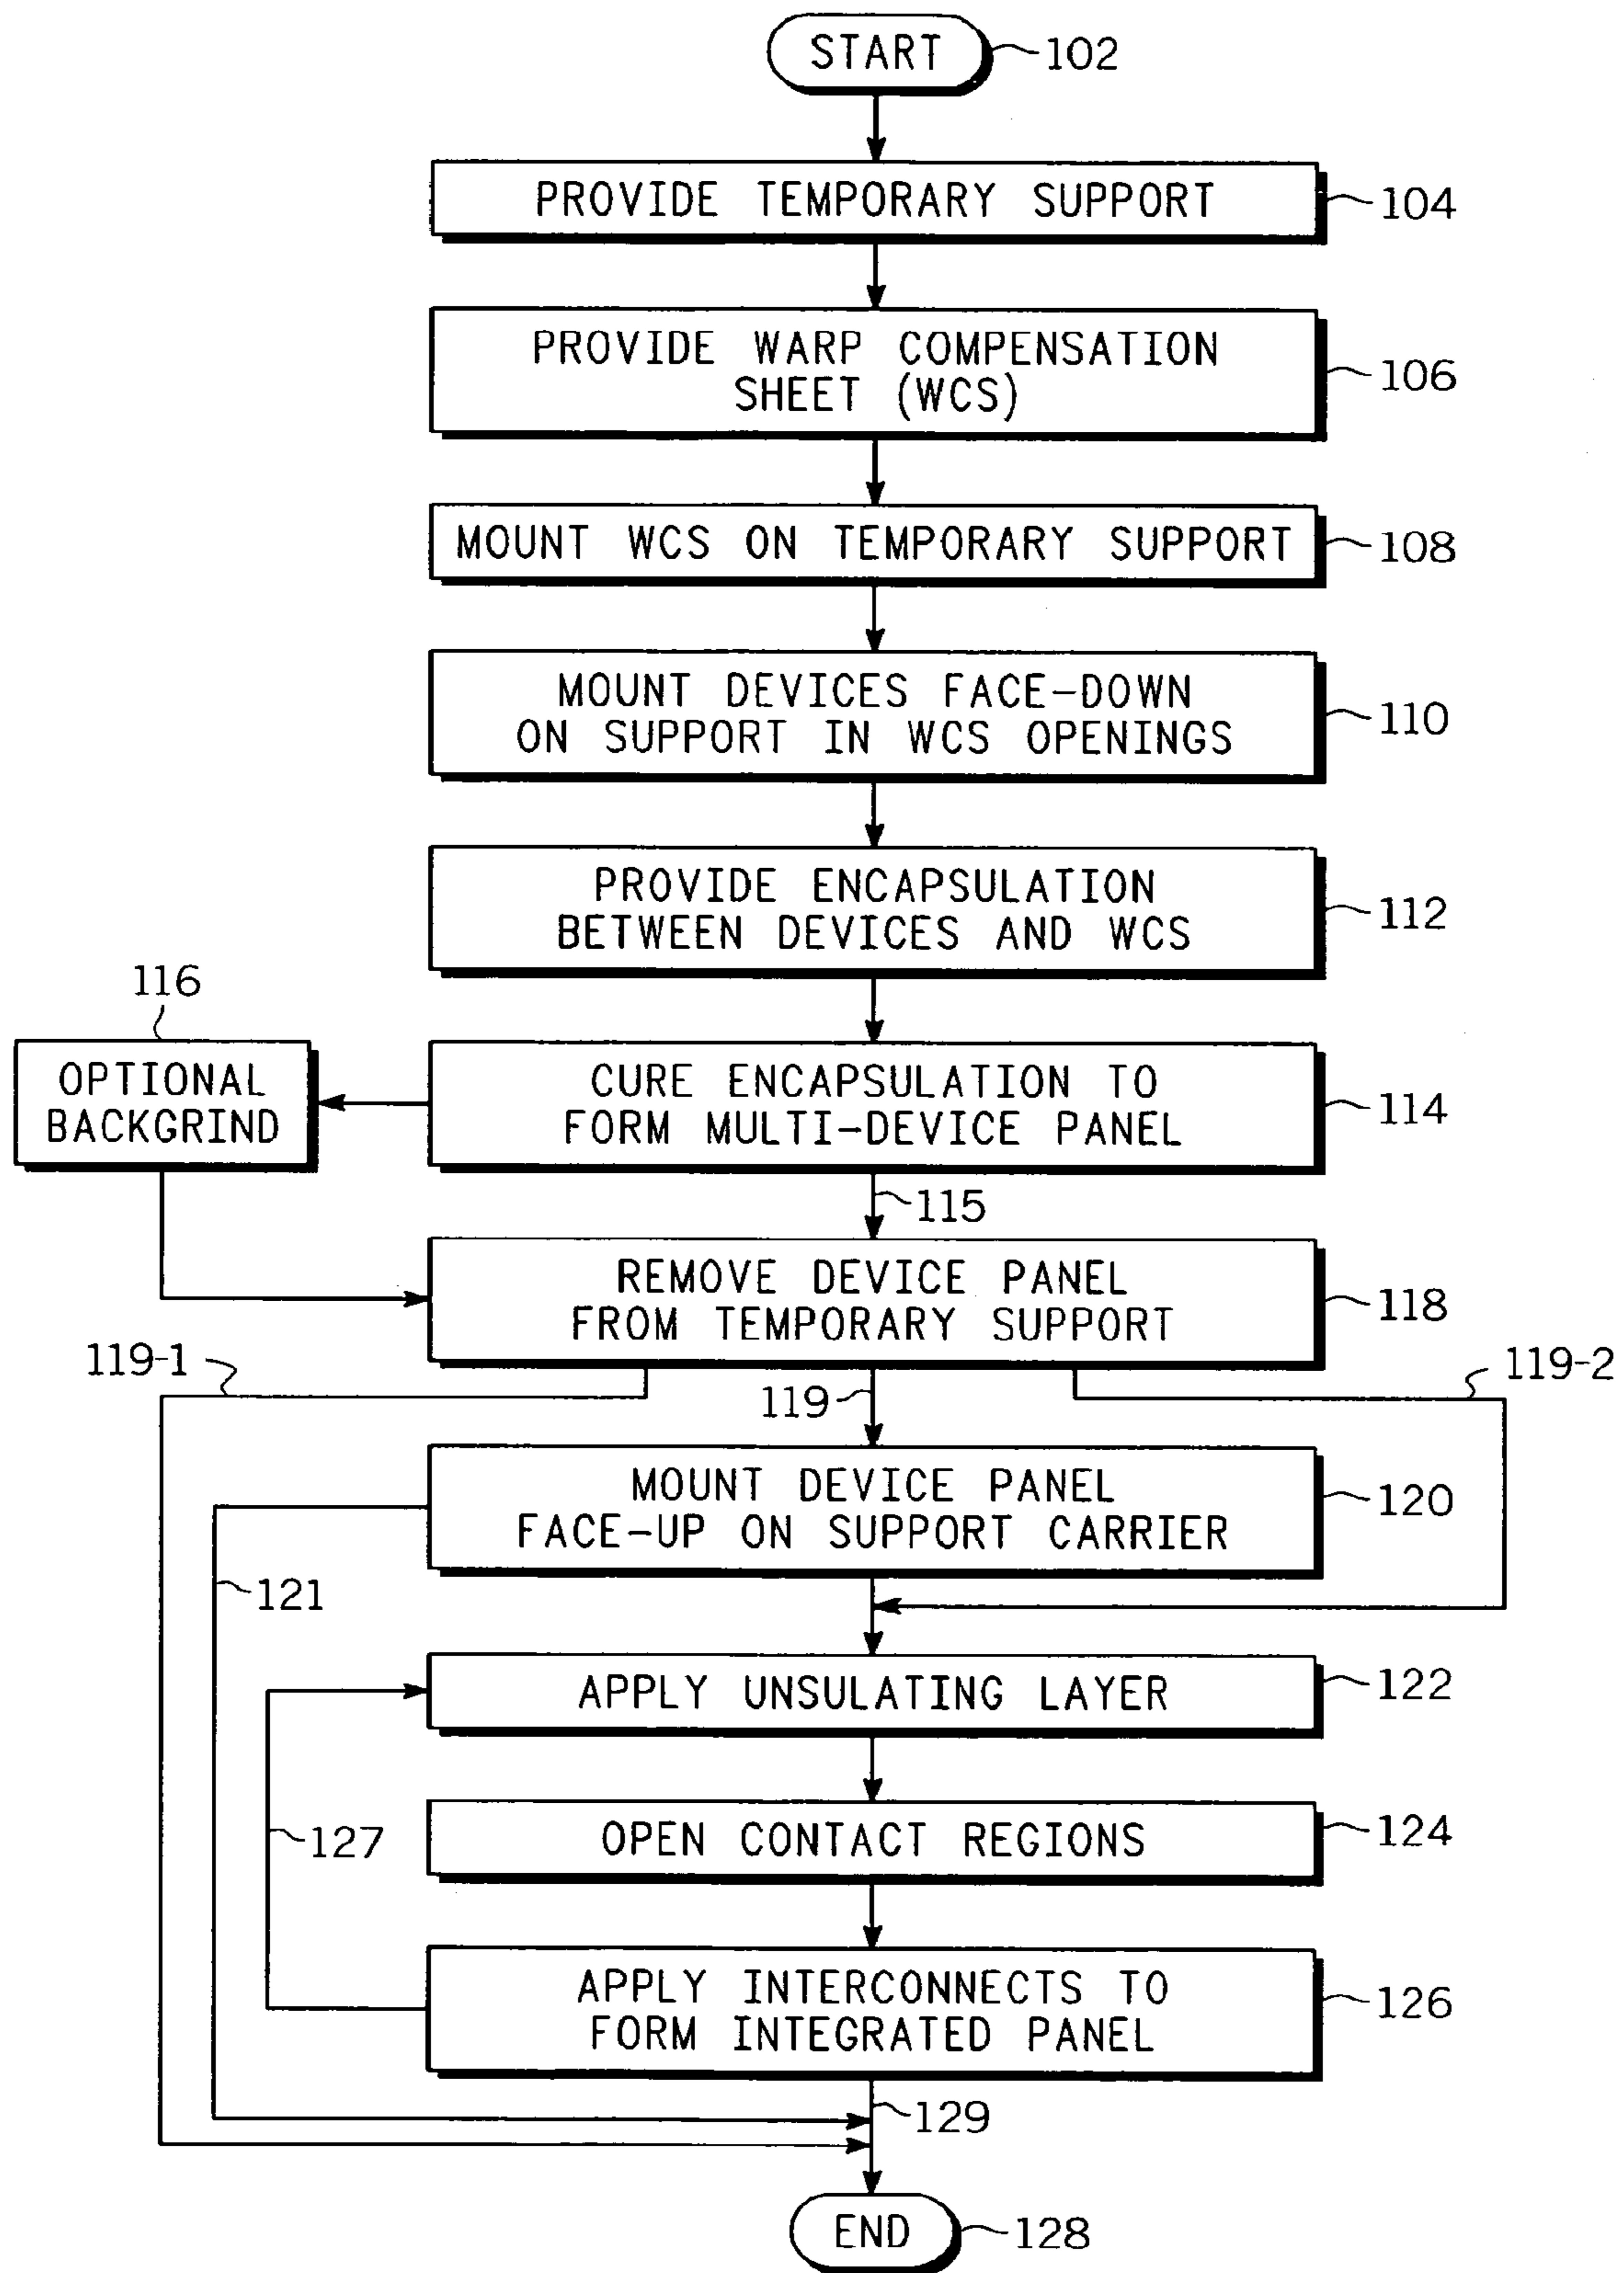 START
102
PROVIDE TEMPORARY SUPPORT
104
PROVIDE WARP COMPENSATION
SHEET (WCS)
106
MOUNT WCS ON TEMPORARY SUPPORT
108
MOUNT DEVICES FACE-DOWN
ON SUPPORT IN WCS OPENINGS
110
PROVIDE ENCAPSULATION
BETWEEN DEVICES AND WCS
112
116
OPTIONAL
BACKGRIND
CURE ENCAPSULATION TO
FORM MULTI-DEVICE PANEL
114
115
REMOVE DEVICE PANEL
FROM TEMPORARY SUPPORT
118
119-1
119
119-2
MOUNT DEVICE PANEL
FACE-UP ON SUPPORT CARRIER
120
121
APPLY UNSULATING LAYER
122
OPEN CONTACT REGIONS
124
127
APPLY INTERCONNECTS TO
FORM INTEGRATED PANEL
126
129
END
128